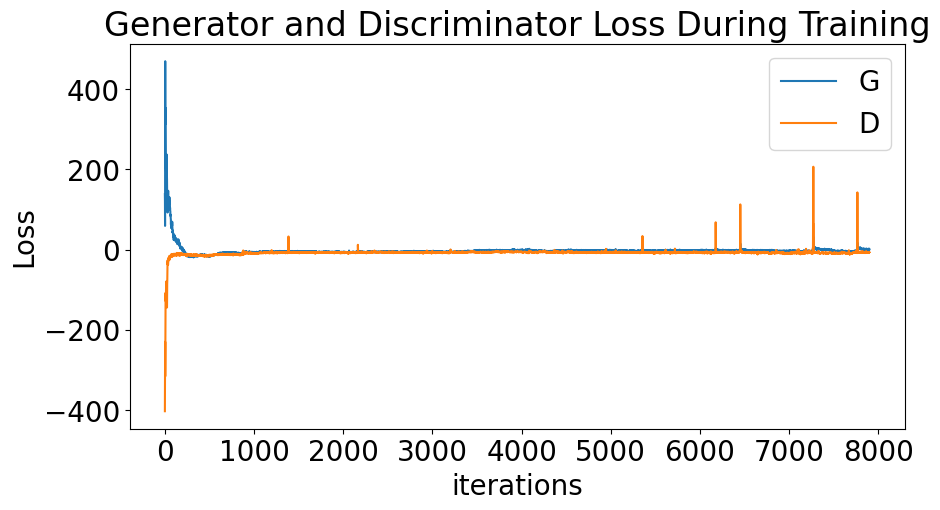 Generator and Discriminator Loss During Training
400
200
0
−200
−400
Loss
G
D
0 1000 2000 3000 4000 5000 6000 7000 8000
iterations